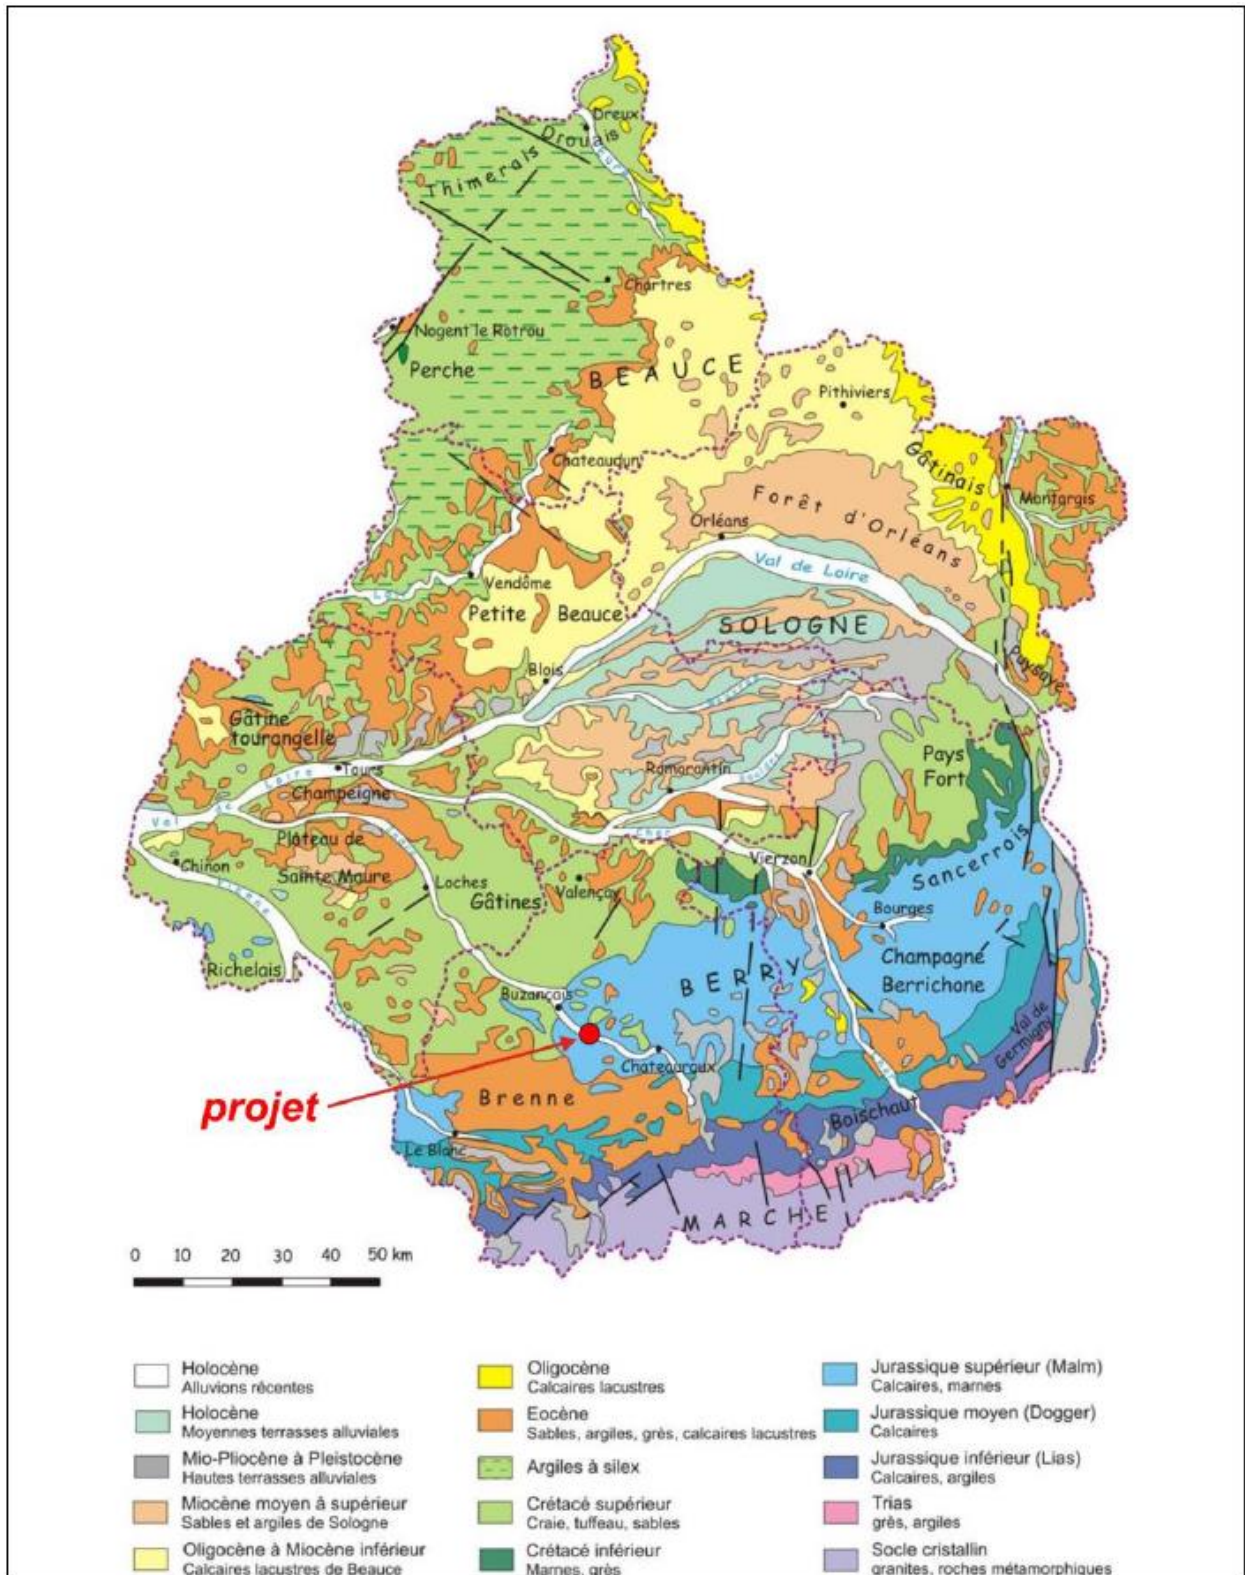 Dreux
Drouais
Eure
Thimerais
Chartres
Nogent le Rotrou
Perche
BEAUCE
Pithiviers
Chateaudun
Gâtinais
Montargis
Forêt d'Orléans
Orléans
Val de Loire
Vendôme
Petite Beauce
SOLOGNE
Puysaye
Blois
Gâtine
tourangelle
Pays
Fort
Romorantin
Tours
Champeigne
Val de Loire
Cher
Plateau de
Sainte Maure
Chinon
Vienne
Loches
Gâtines
Valençay
Vierzon
Sancerrois
Bourges
Champagne
Berrichone
Richelais
BERRY
Buzançais
Val de
Germigny
Chateauroux
projet
Brenne
Boischaut
Le Blanc
MARCHE
0 10 20 30 40 50 km
Holocène
Alluvions récentes
Holocène
Moyennes terrasses alluviales
Mio-Pliocène à Pleistocène
Hautes terrasses alluviales
Miocène moyen à supérieur
Sables et argiles de Sologne
Oligocène à Miocène inférieur
Calcaires lacustres de Beauce
Oligocène
Calcaires lacustres
Eocène
Sables, argiles, grès, calcaires lacustres
Argiles à silex
Crétacé supérieur
Craie, tuffeau, sables
Crétacé inférieur
Marnes, grès
Jurassique supérieur (Malm)
Calcaires, marnes
Jurassique moyen (Dogger)
Calcaires
Jurassique inférieur (Lias)
Calcaires, argiles
Trias
grès, argiles
Socle cristallin
granites, roches métamorphiques